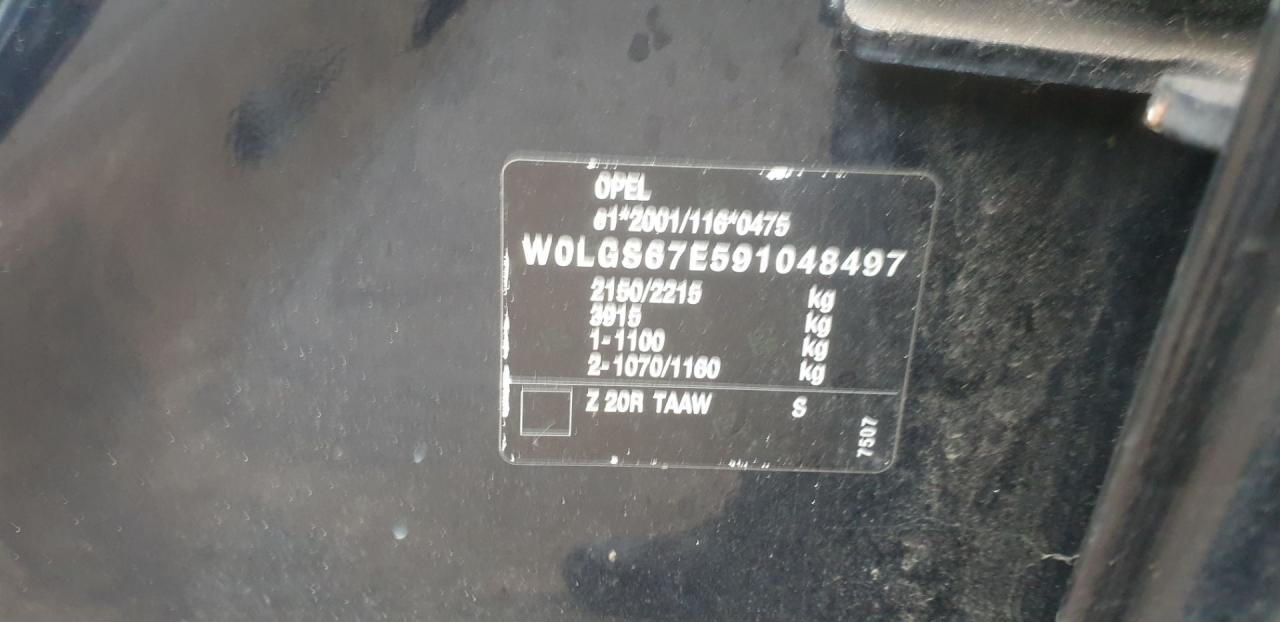 OPEL
e1*2001/116*0475
W0LGS67E591048497
2150/2215 kg
3915 kg
1-1100 kg
2-1070/1160 kg
Z 20R TAAW S
7507